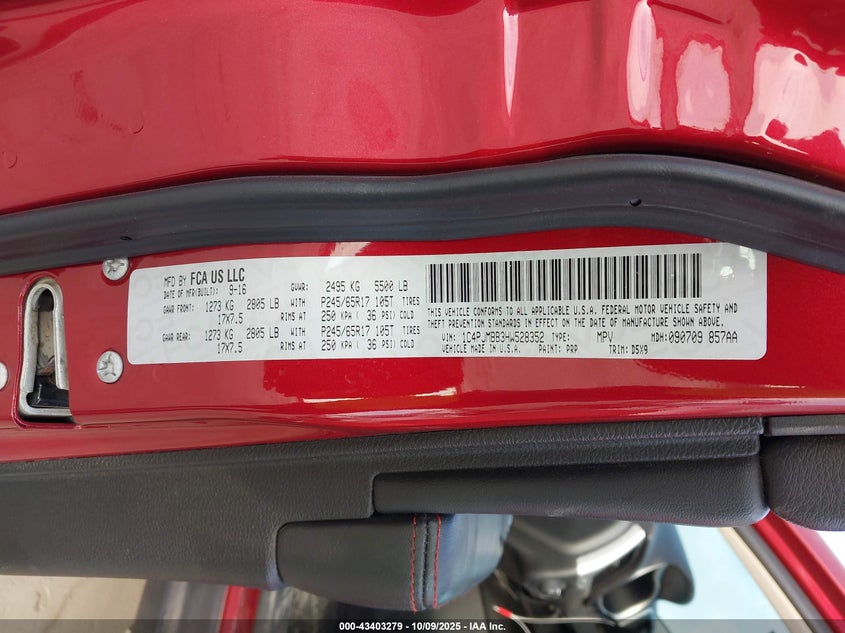 MFD BY FCA US LLC
DATE OF MFR(BUILT): 9-16 GVWR: 2495 KG 5500 LB
GAWR FRONT: 1273 KG 2805 LB WITH P245/65R17 105T TIRES
17X7.5 RIMS AT 250 KPA ( 36 PSI) COLD
GAWR REAR: 1273 KG 2805 LB WITH P245/65R17 105T TIRES
17X7.5 RIMS AT 250 KPA ( 36 PSI) COLD
THIS VEHICLE CONFORMS TO ALL APPLICABLE U.S.A. FEDERAL MOTOR VEHICLE SAFETY AND
THEFT PREVENTION STANDARDS IN EFFECT ON THE DATE OF MANUFACTURE SHOWN ABOVE.
VIN: 1C4PJMBB3HW528352 TYPE: MPV MDH: 090709 857AA
VEHICLE MADE IN U.S.A. PAINT: PRP TRIM: D5X9
000-43403279 - 10/09/2025 - IAA Inc.